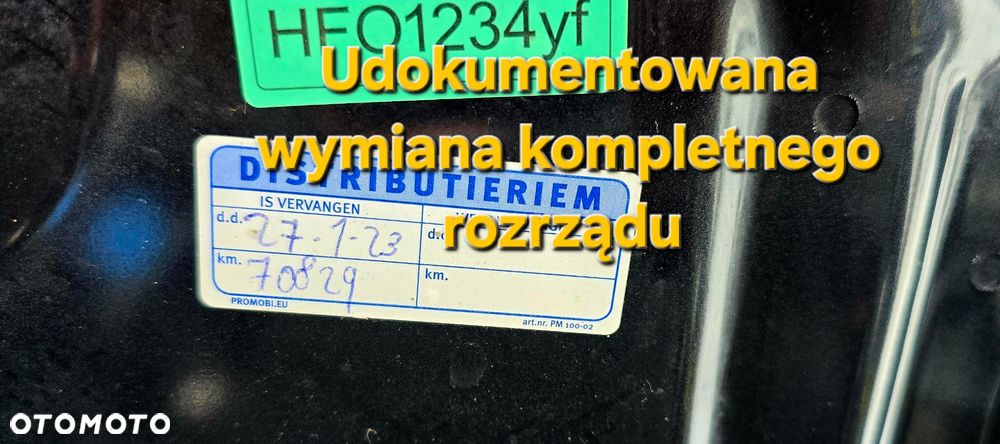 HFO1234yf
Udokumentowana
wymiana kompletnego
rozrządu
DISTRIBUTIERIEM
IS VERVANGEN
d.d. 27-1-23
d.d.
km. 70829
km.
PROMOBI.EU
art.nr. PM 100-02
OTOMOTO